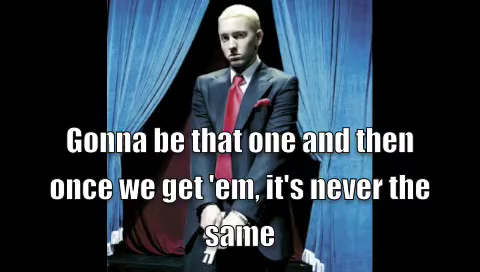 Gonna be that one and then
once we get 'em, it's never the
same